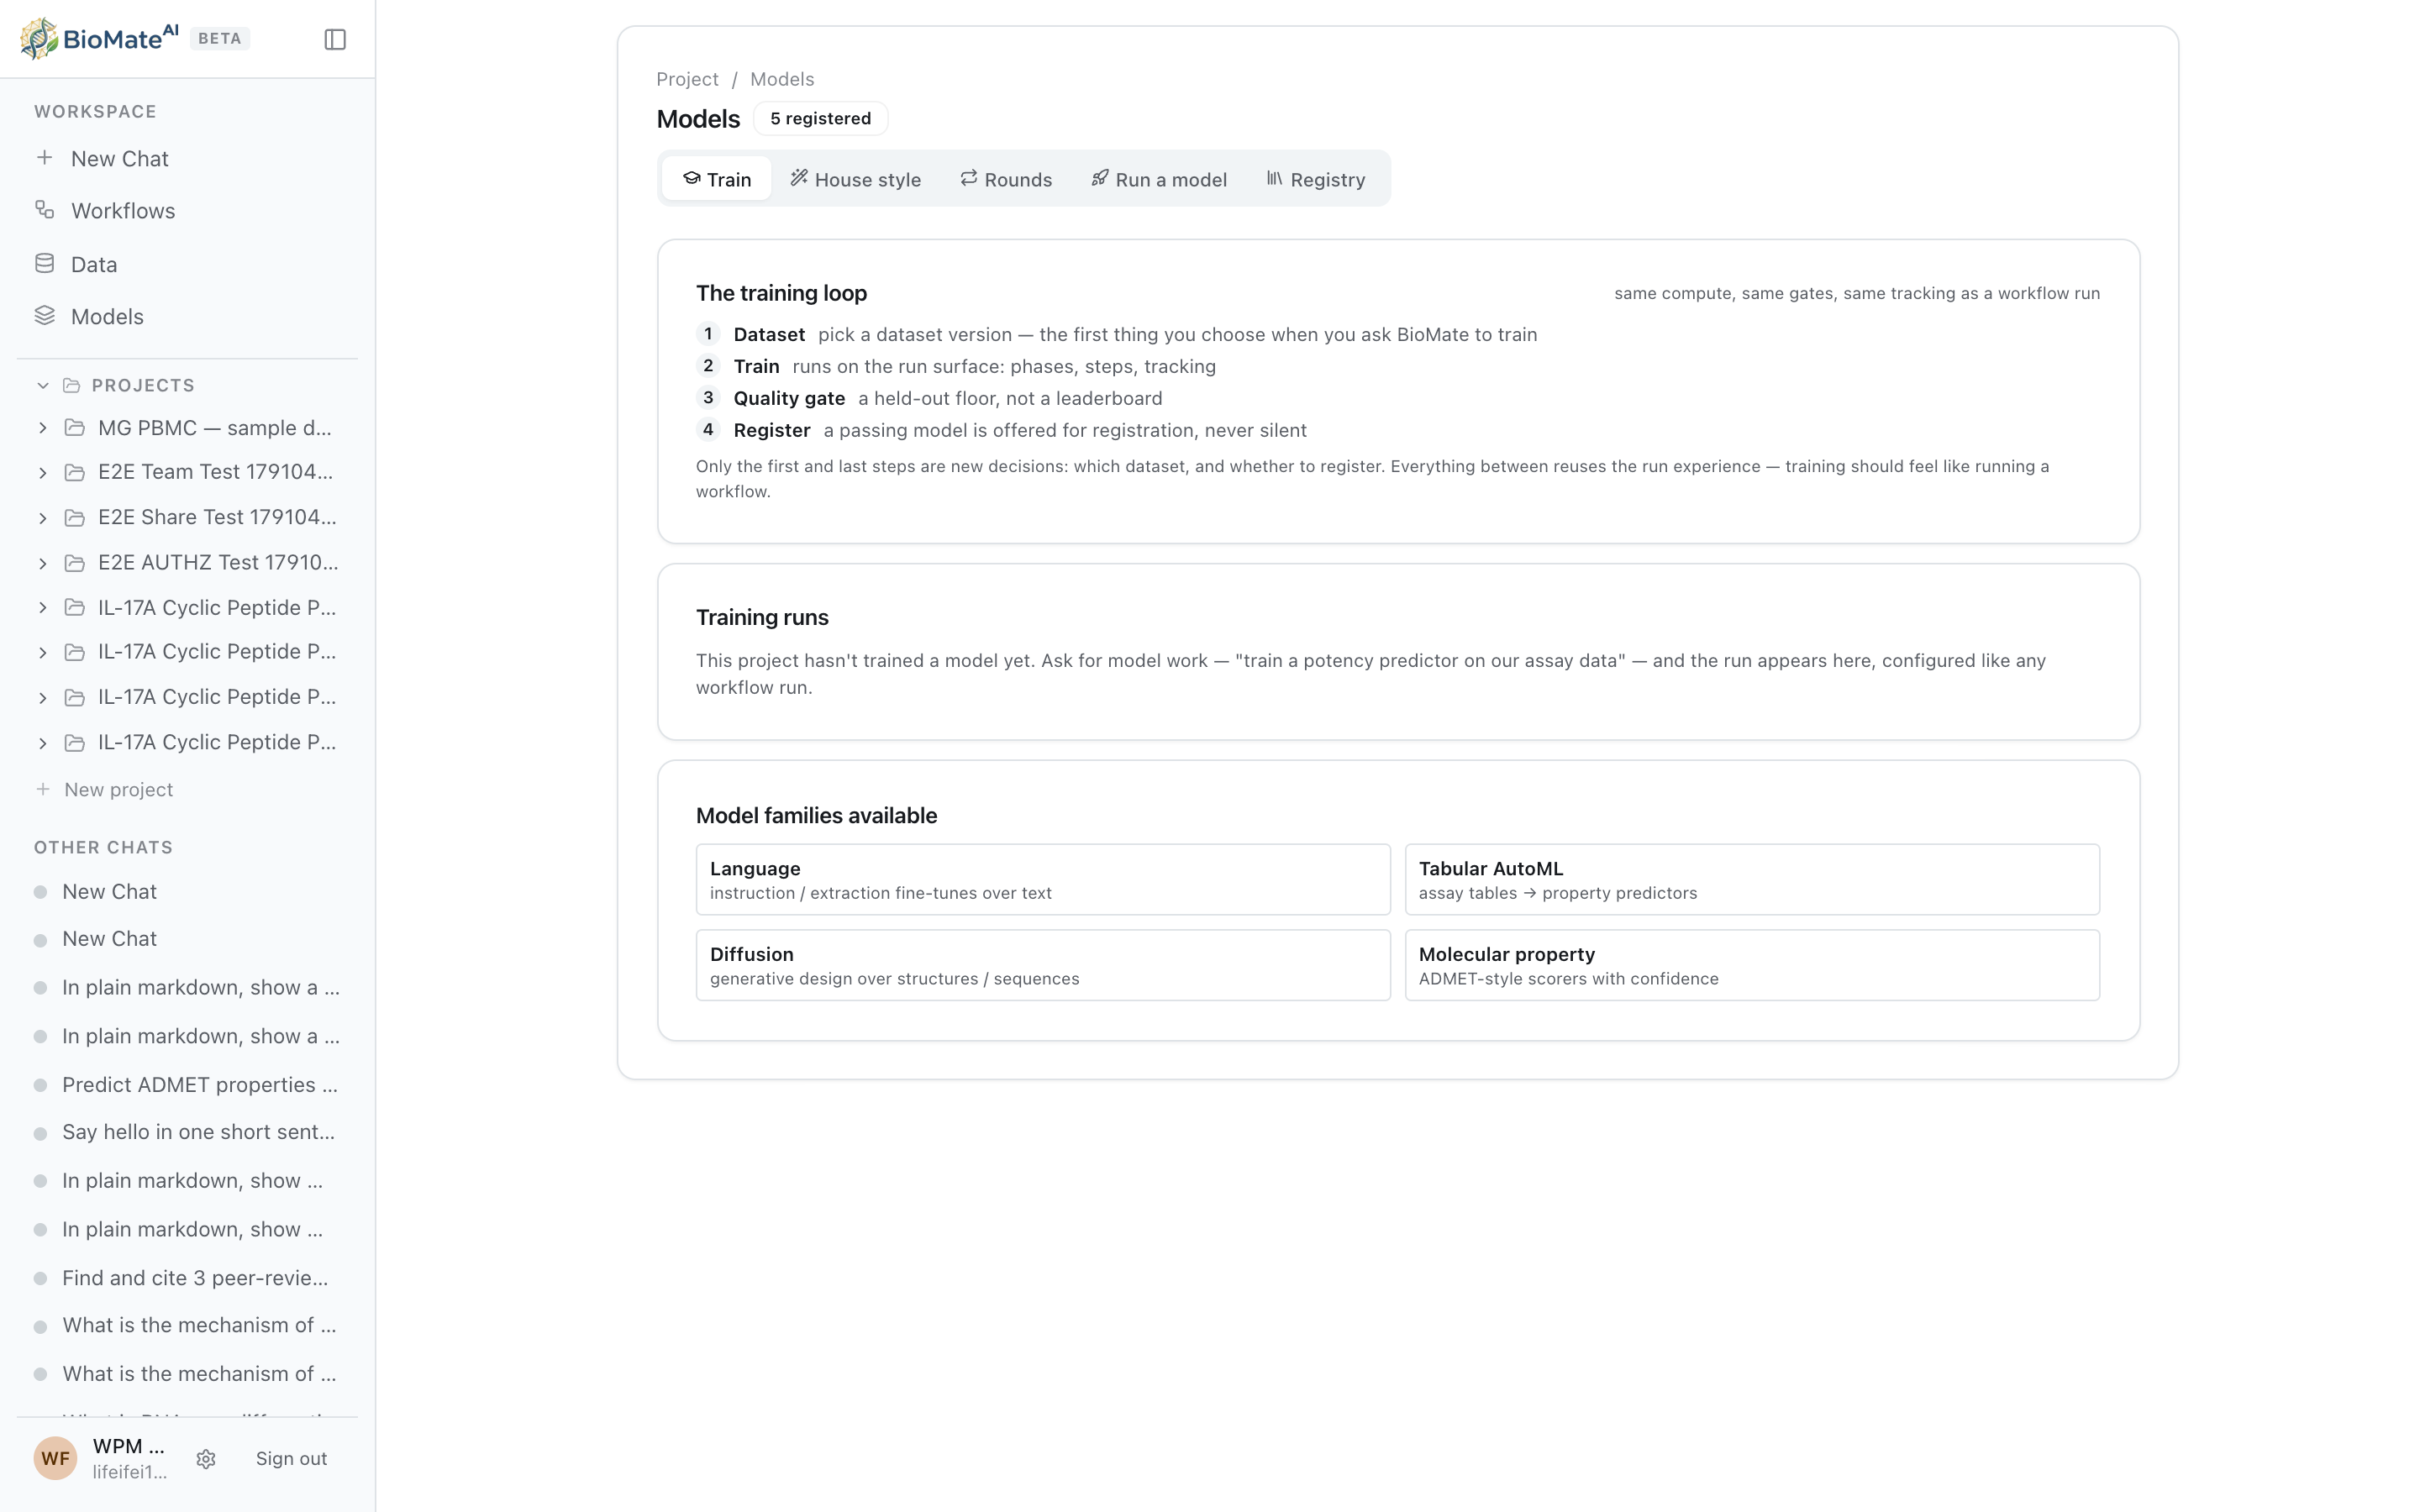 BioMate AI BETA
WORKSPACE
New Chat
Workflows
Data
Models
PROJECTS
MG PBMC — sample d...
E2E Team Test 179104...
E2E Share Test 179104...
E2E AUTHZ Test 17910...
IL-17A Cyclic Peptide P...
IL-17A Cyclic Peptide P...
IL-17A Cyclic Peptide P...
IL-17A Cyclic Peptide P...
New project
OTHER CHATS
New Chat
New Chat
In plain markdown, show a ...
In plain markdown, show a ...
Predict ADMET properties ...
Say hello in one short sent...
In plain markdown, show ...
In plain markdown, show ...
Find and cite 3 peer-revie...
What is the mechanism of ...
What is the mechanism of ...
WF
WPM ...
lifeifei1...
Sign out
Project / Models
Models 5 registered
Train House style Rounds Run a model Registry
The training loop same compute, same gates, same tracking as a workflow run
1 Dataset pick a dataset version — the first thing you choose when you ask BioMate to train
2 Train runs on the run surface: phases, steps, tracking
3 Quality gate a held-out floor, not a leaderboard
4 Register a passing model is offered for registration, never silent
Only the first and last steps are new decisions: which dataset, and whether to register. Everything between reuses the run experience — training should feel like running a
workflow.
Training runs
This project hasn't trained a model yet. Ask for model work — "train a potency predictor on our assay data" — and the run appears here, configured like any
workflow run.
Model families available
Language
instruction / extraction fine-tunes over text
Tabular AutoML
assay tables → property predictors
Diffusion
generative design over structures / sequences
Molecular property
ADMET-style scorers with confidence